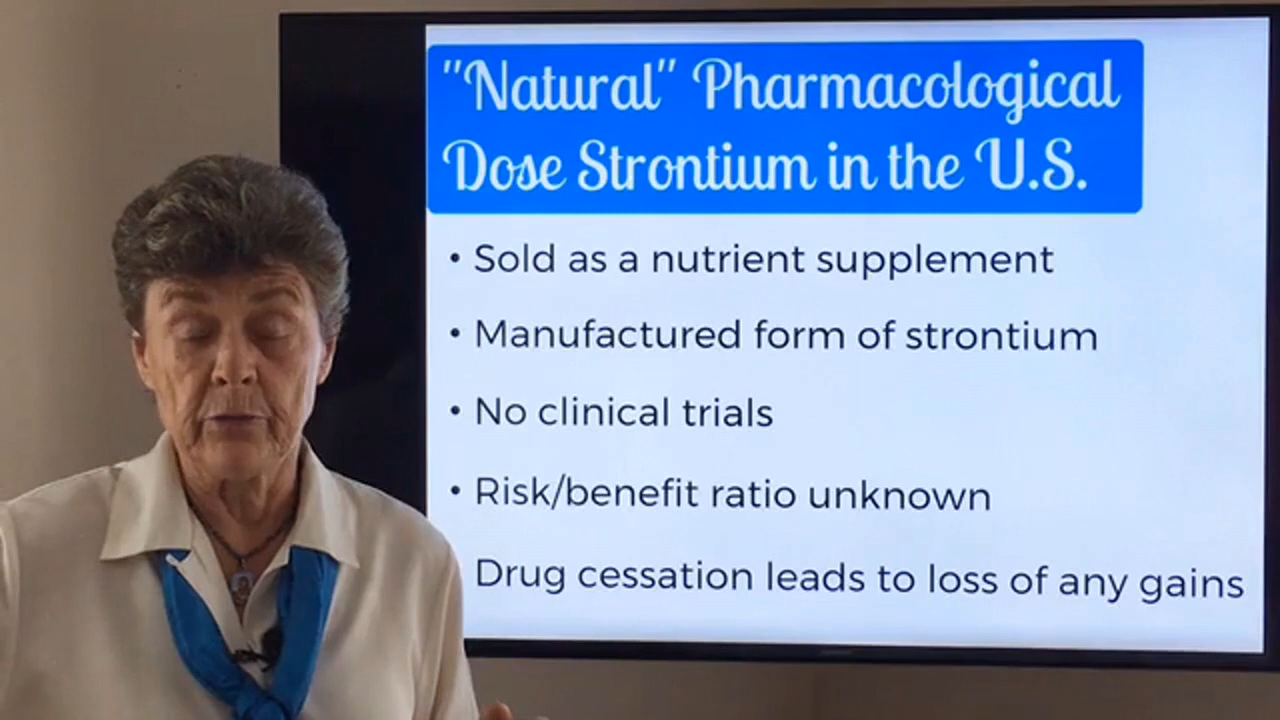 "Natural" Pharmacological
Dose Strontium in the U.S.
• Sold as a nutrient supplement
• Manufactured form of strontium
• No clinical trials
• Risk/benefit ratio unknown
Drug cessation leads to loss of any gains